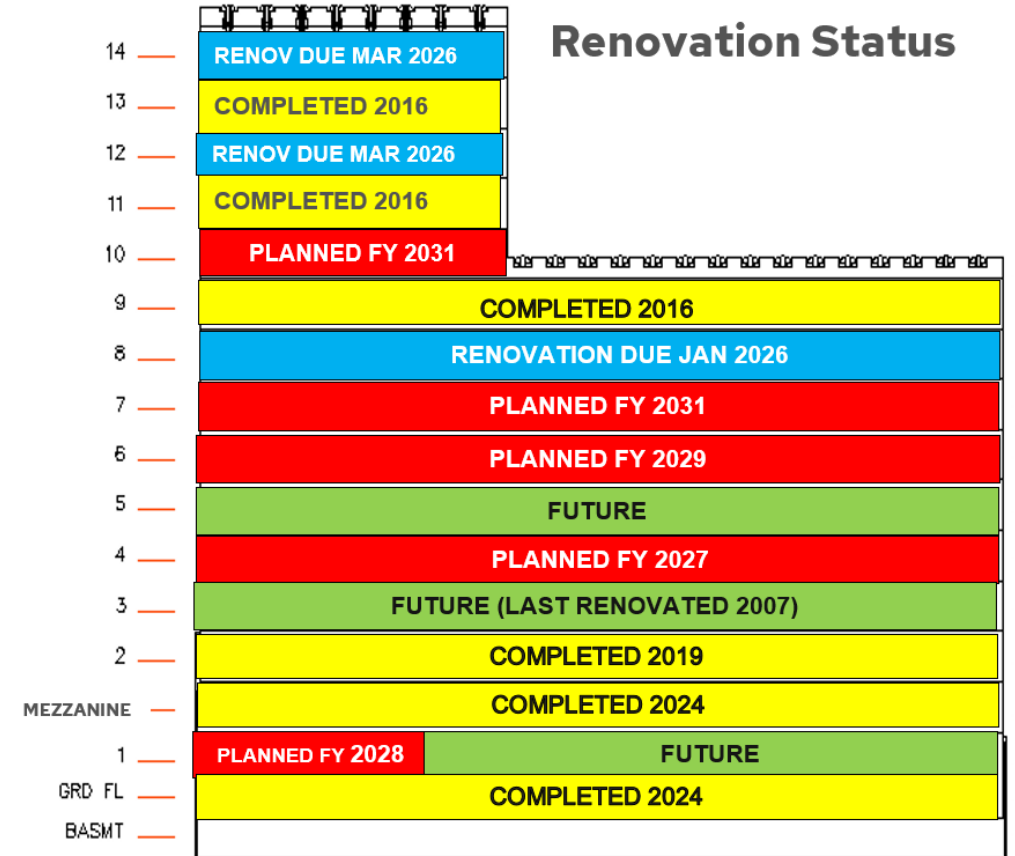 Renovation Status
14 RENOV DUE MAR 2026
13 COMPLETED 2016
12 RENOV DUE MAR 2026
11 COMPLETED 2016
10 PLANNED FY 2031
9 COMPLETED 2016
8 RENOVATION DUE JAN 2026
7 PLANNED FY 2031
6 PLANNED FY 2029
5 FUTURE
4 PLANNED FY 2027
3 FUTURE (LAST RENOVATED 2007)
2 COMPLETED 2019
MEZZANINE COMPLETED 2024
1 PLANNED FY 2028 FUTURE
GRD FL COMPLETED 2024
BASMT